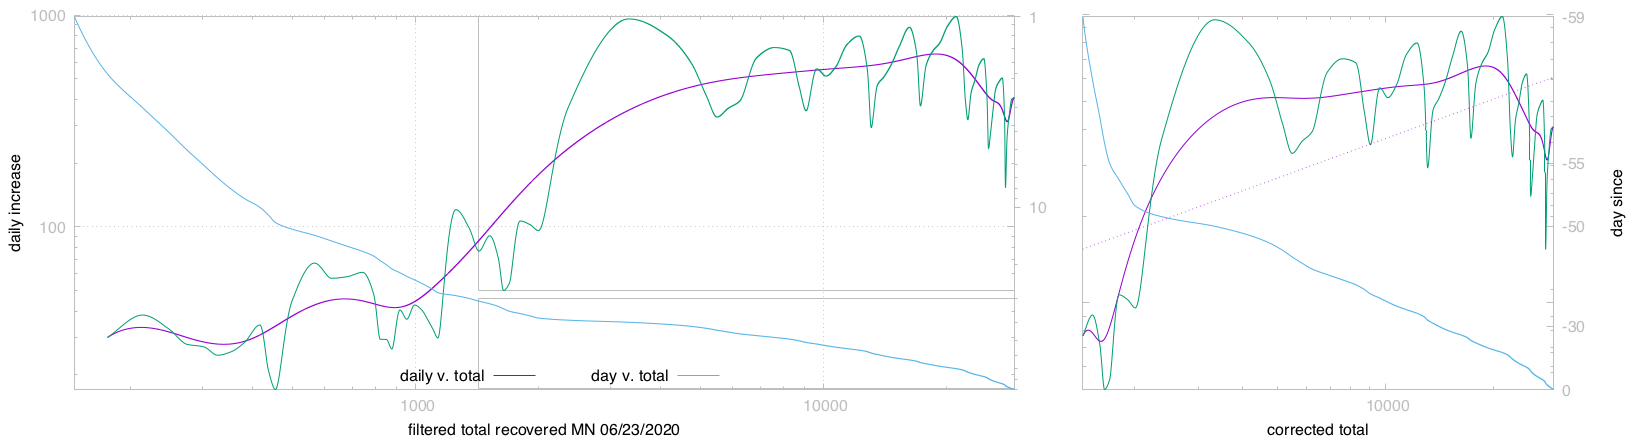 1000
100
daily increase
daily v. total
day v. total
1000
10000
filtered total recovered MN 06/23/2020
1
10
-59
-55
-50
-30
0
day since
10000
corrected total